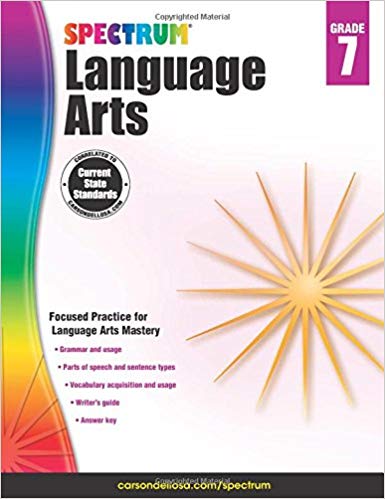 Copyrighted Material
SPECTRUM®
GRADE
7
Language
Arts
CORRELATED TO
Current
State
Standards
CARSONDELLOSA.COM
Focused Practice for
Language Arts Mastery
• Grammar and usage
• Parts of speech and sentence types
• Vocabulary acquisition and usage
• Writer's guide
• Answer key
carsondellosa.com/spectrum
Copyrighted Material